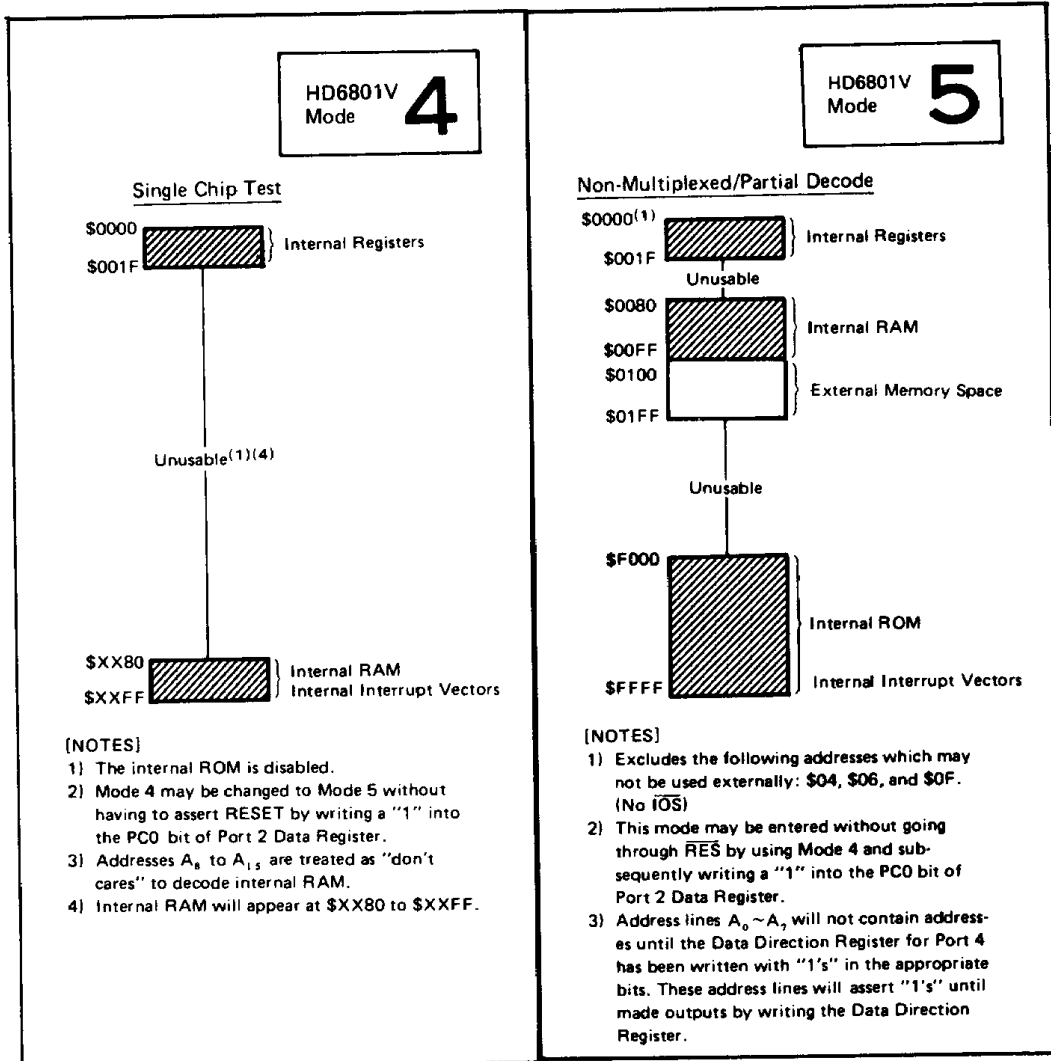 HD6801V
Mode 4
Single Chip Test
$0000
Internal Registers
$001F
Unusable(1)(4)
$XX80
Internal RAM
Internal Interrupt Vectors
$XXFF
[NOTES]
1) The internal ROM is disabled.
2) Mode 4 may be changed to Mode 5 without
having to assert RESET by writing a "1" into
the PC0 bit of Port 2 Data Register.
3) Addresses A8 to A15 are treated as "don't
cares" to decode internal RAM.
4) Internal RAM will appear at $XX80 to $XXFF.
HD6801V
Mode 5
Non-Multiplexed/Partial Decode
$0000(1)
Internal Registers
$001F
Unusable
$0080
Internal RAM
$00FF
$0100
External Memory Space
$01FF
Unusable
$F000
Internal ROM
$FFFF
Internal Interrupt Vectors
[NOTES]
1) Excludes the following addresses which may
not be used externally: $04, $06, and $0F.
(No I̅O̅S̅)
2) This mode may be entered without going
through R̅E̅S̅ by using Mode 4 and sub-
sequently writing a "1" into the PC0 bit of
Port 2 Data Register.
3) Address lines A0~A7 will not contain address-
es until the Data Direction Register for Port 4
has been written with "1's" in the appropriate
bits. These address lines will assert "1's" until
made outputs by writing the Data Direction
Register.